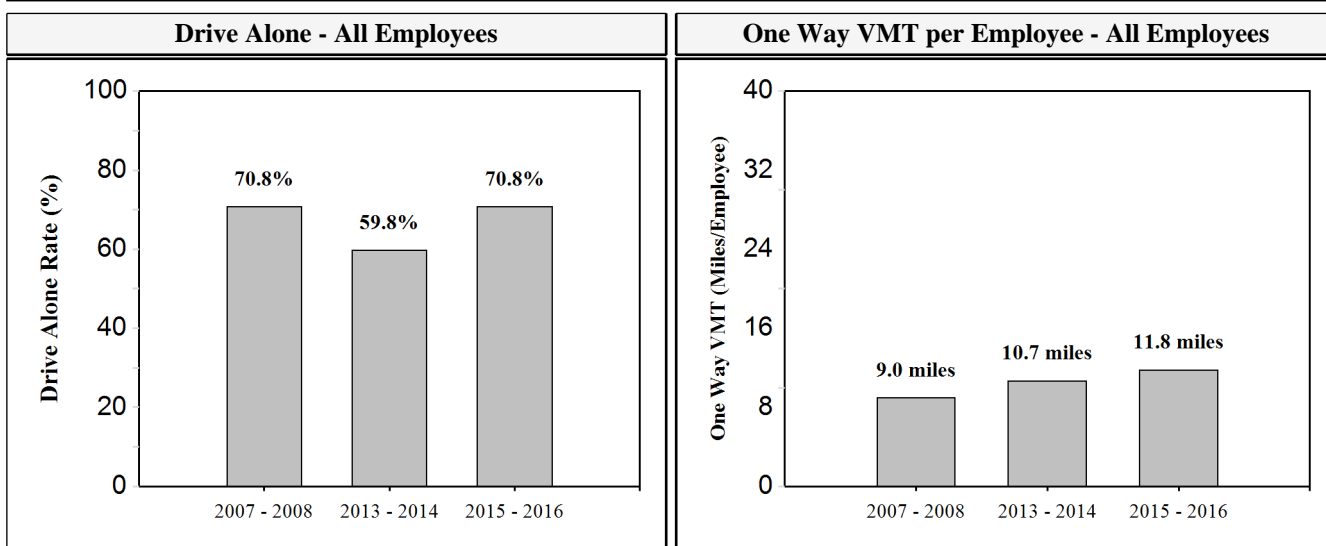 Drive Alone - All Employees
One Way VMT per Employee - All Employees
Drive Alone Rate (%)
100
80
60
40
20
0
70.8%
59.8%
70.8%
2007 - 2008
2013 - 2014
2015 - 2016
One Way VMT (Miles/Employee)
40
32
24
16
8
0
9.0 miles
10.7 miles
11.8 miles
2007 - 2008
2013 - 2014
2015 - 2016